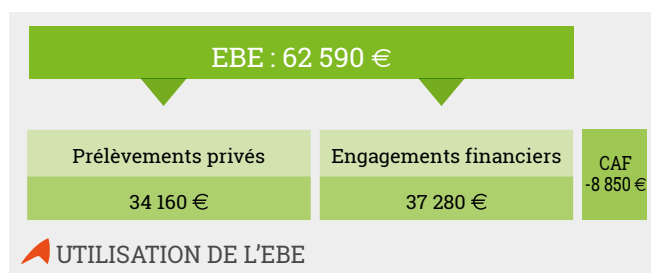 EBE : 62 590 €
Prélèvements privés
34 160 €
Engagements financiers
37 280 €
CAF
-8 850 €
UTILISATION DE L'EBE